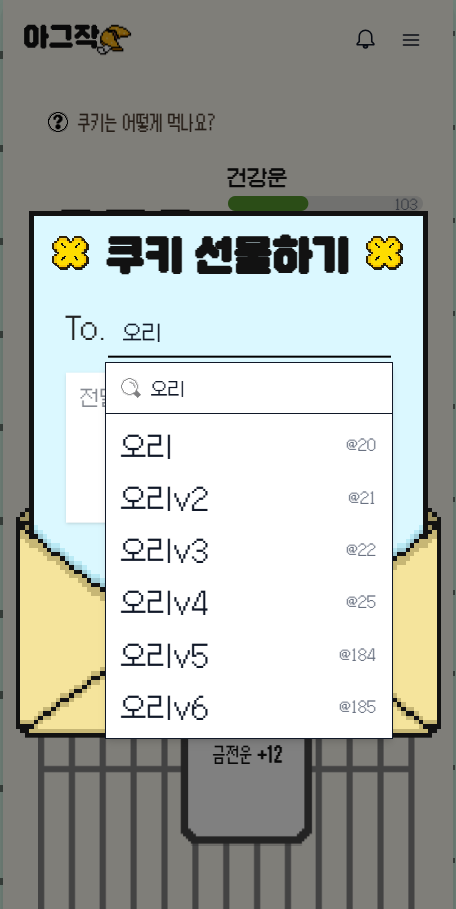 아그작
? 쿠키는 어떻게 먹나요?
건강운
103
쿠키 선물하기
To. 오리
전
오리
오리 @20
오리v2 @21
오리v3 @22
오리v4 @25
오리v5 @184
오리v6 @185
금전운 +12